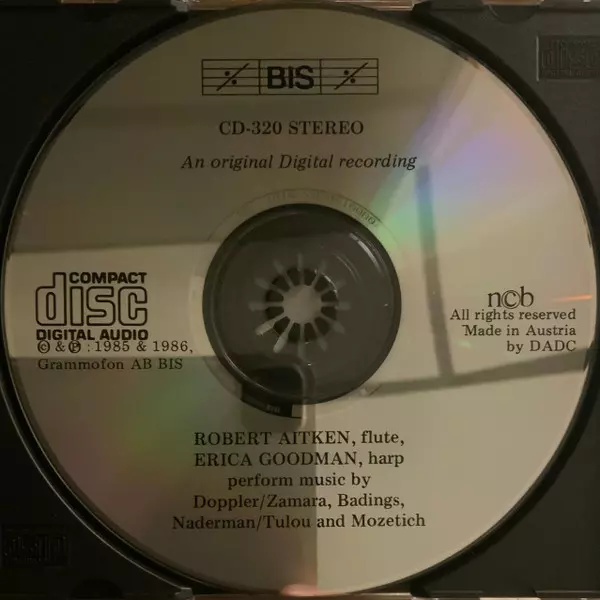 BIS
CD-320 STEREO
An original Digital recording
COMPACT
disc
DIGITAL AUDIO
© & ℗ : 1985 & 1986,
Grammofon AB BIS
n©b
All rights reserved
Made in Austria
by DADC
ROBERT AITKEN, flute,
ERICA GOODMAN, harp
perform music by
Doppler/Zamara, Badings,
Naderman/Tulou and Mozetich